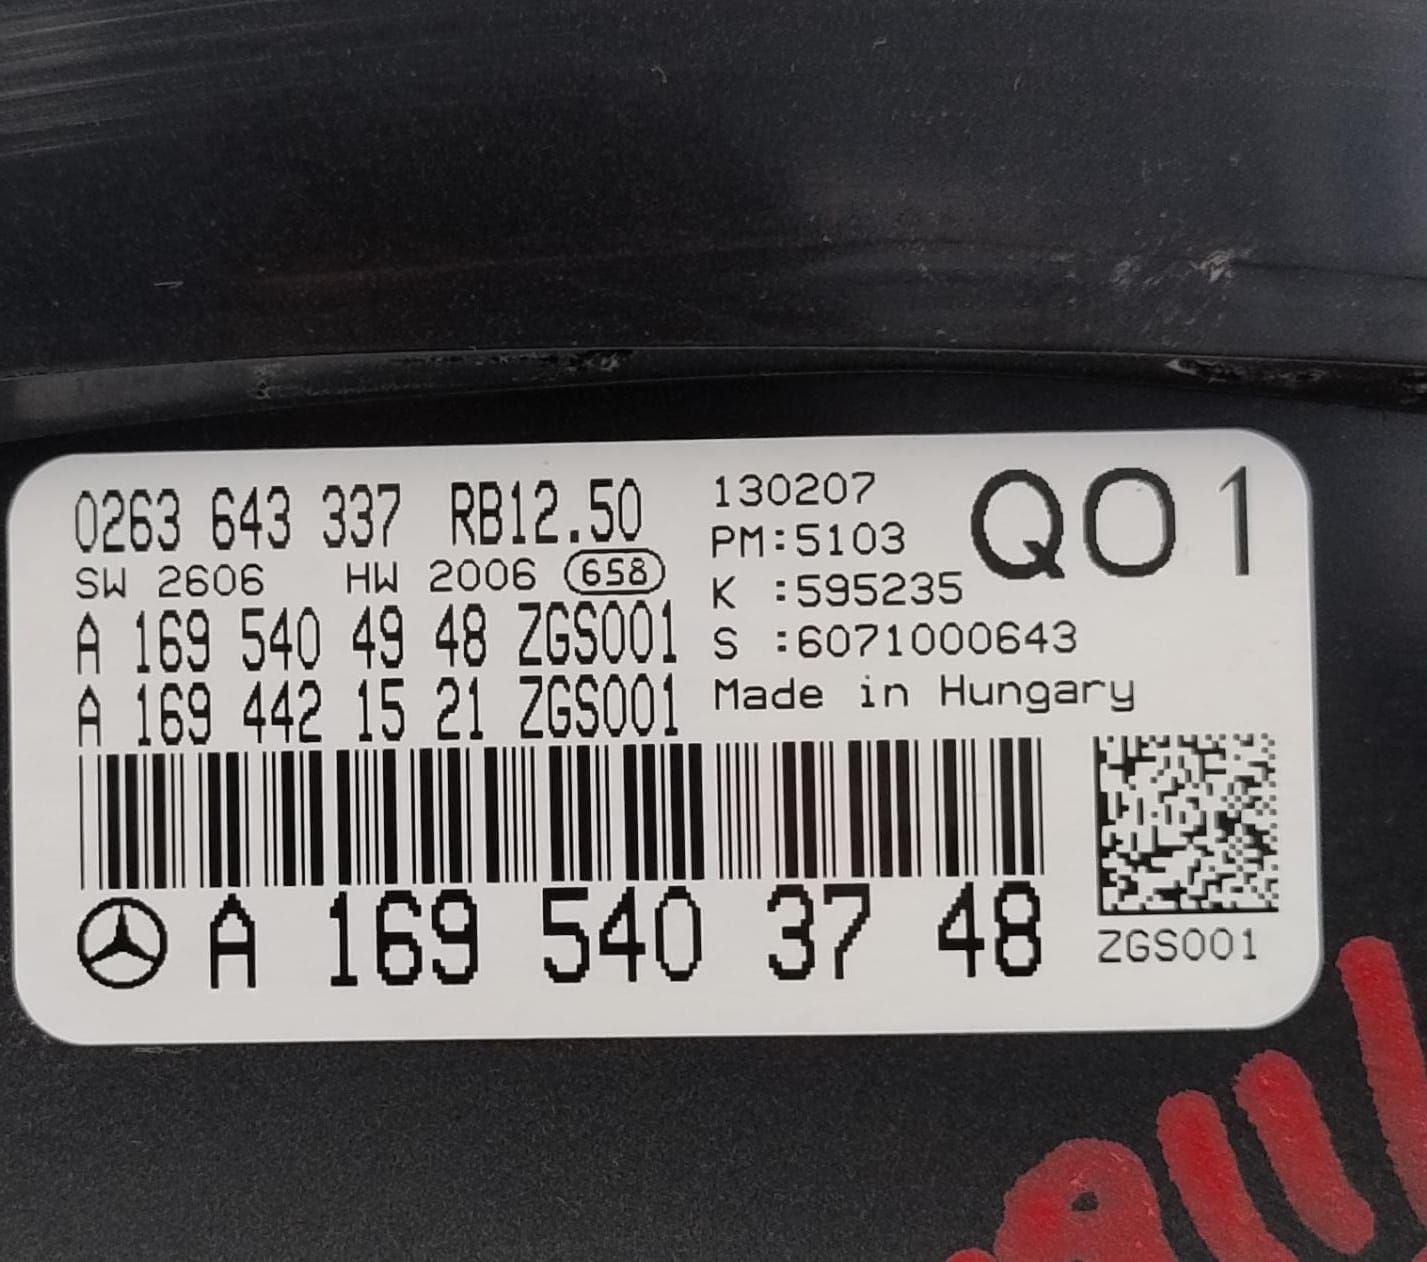 0263 643 337 RB12.50
SW 2606 HW 2006 658
A 169 540 49 48 ZGS001
A 169 442 15 21 ZGS001
130207
PM:5103
K :595235
S :6071000643
Made in Hungary
Q01
A 169 540 37 48
ZGS001